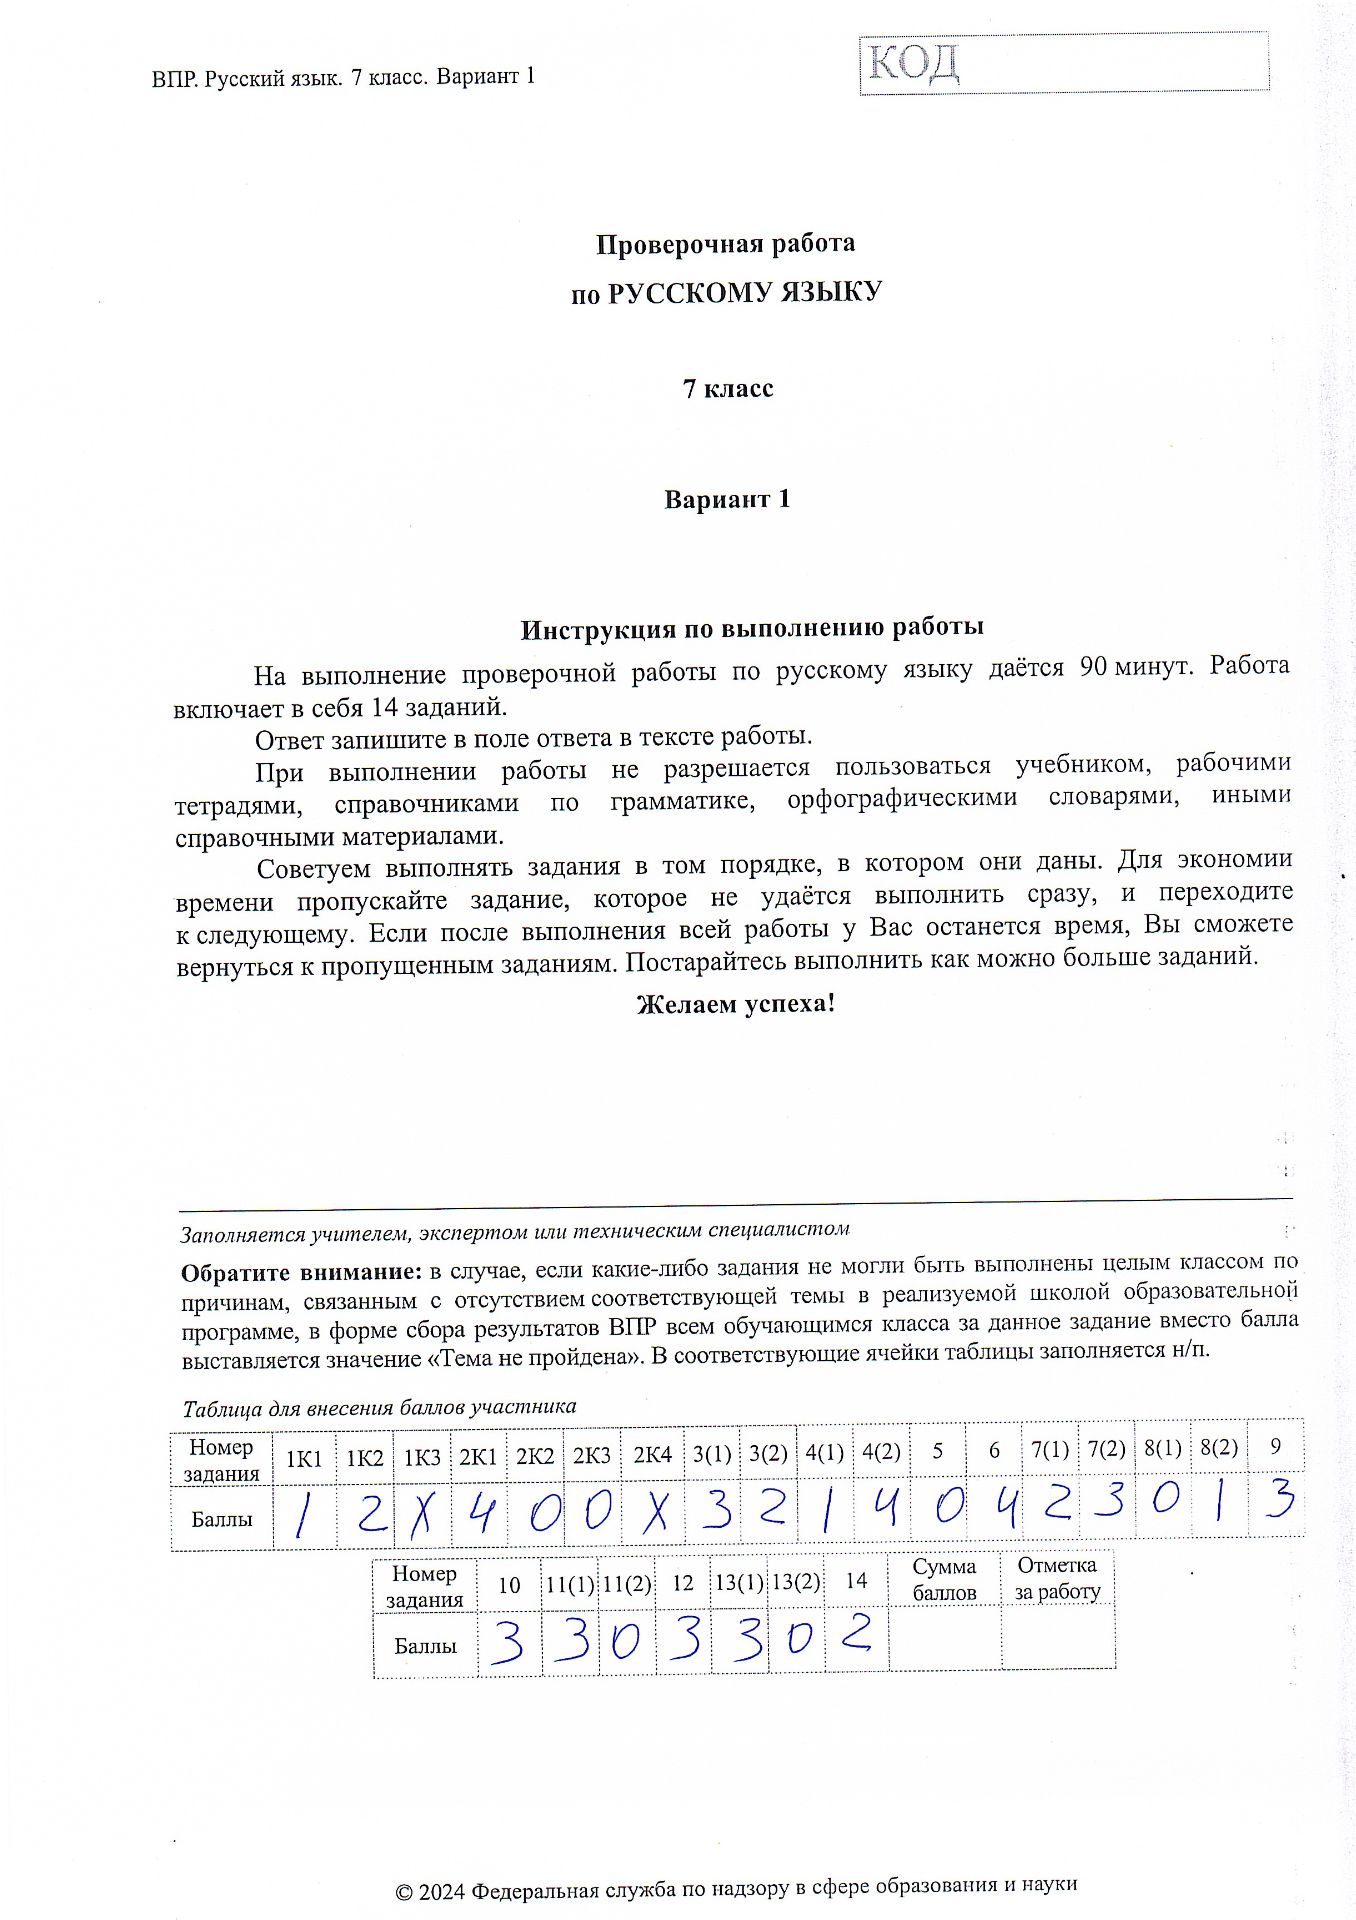 ВПР. Русский язык. 7 класс. Вариант 1
КОД
Проверочная работа
по РУССКОМУ ЯЗЫКУ
7 класс
Вариант 1
Инструкция по выполнению работы
На выполнение проверочной работы по русскому языку даётся 90 минут. Работа
включает в себя 14 заданий.
Ответ запишите в поле ответа в тексте работы.
При выполнении работы не разрешается пользоваться учебником, рабочими
тетрадями, справочниками по грамматике, орфографическими словарями, иными
справочными материалами.
Советуем выполнять задания в том порядке, в котором они даны. Для экономии
времени пропускайте задание, которое не удаётся выполнить сразу, и переходите
к следующему. Если после выполнения всей работы у Вас останется время, Вы сможете
вернуться к пропущенным заданиям. Постарайтесь выполнить как можно больше заданий.
Желаем успеха!
Заполняется учителем, экспертом или техническим специалистом
Обратите внимание: в случае, если какие-либо задания не могли быть выполнены целым классом по
причинам, связанным с отсутствием соответствующей темы в реализуемой школой образовательной
программе, в форме сбора результатов ВПР всем обучающимся класса за данное задание вместо балла
выставляется значение «Тема не пройдена». В соответствующие ячейки таблицы заполняется н/п.
Таблица для внесения баллов участника
Номер задания 1К1 1К2 1К3 2К1 2К2 2К3 2К4 3(1) 3(2) 4(1) 4(2) 5 6 7(1) 7(2) 8(1) 8(2) 9
Баллы 1 2 X 4 0 0 X 3 2 1 4 0 4 2 3 0 1 3
Номер задания 10 11(1) 11(2) 12 13(1) 13(2) 14 Сумма баллов Отметка за работу
Баллы 3 3 0 3 3 0 2
© 2024 Федеральная служба по надзору в сфере образования и науки